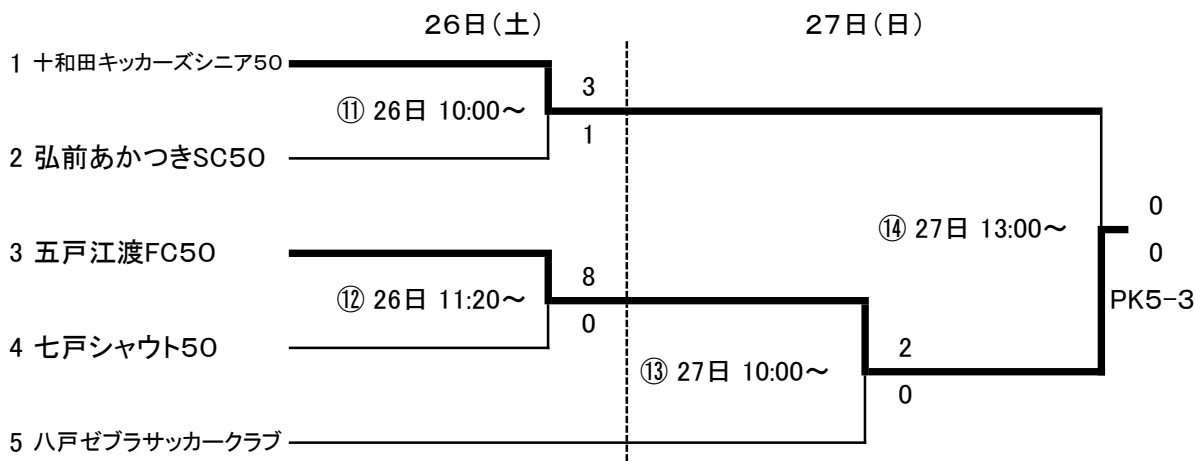 26日(土)
27日(日)
1 十和田キッカーズシニア50
3
⑪ 26日 10:00～
1
2 弘前あかつきSC50
0
⑭ 27日 13:00～
3 五戸江渡FC50
0
8
⑫ 26日 11:20～
PK5-3
0
4 七戸シャウト50
2
⑬ 27日 10:00～
0
5 八戸ゼブラサッカークラブ